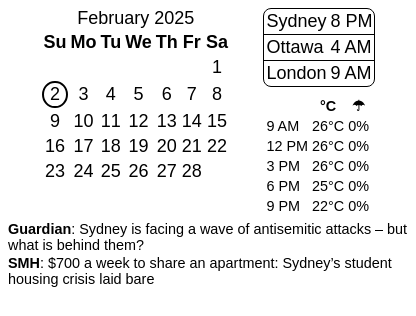 February 2025
Su Mo Tu We Th Fr Sa
1
2 3 4 5 6 7 8
9 10 11 12 13 14 15
16 17 18 19 20 21 22
23 24 25 26 27 28
Sydney 8 PM
Ottawa 4 AM
London 9 AM
°C ☂
9 AM 26°C 0%
12 PM 26°C 0%
3 PM 26°C 0%
6 PM 25°C 0%
9 PM 22°C 0%
Guardian: Sydney is facing a wave of antisemitic attacks – but
what is behind them?
SMH: $700 a week to share an apartment: Sydney’s student
housing crisis laid bare